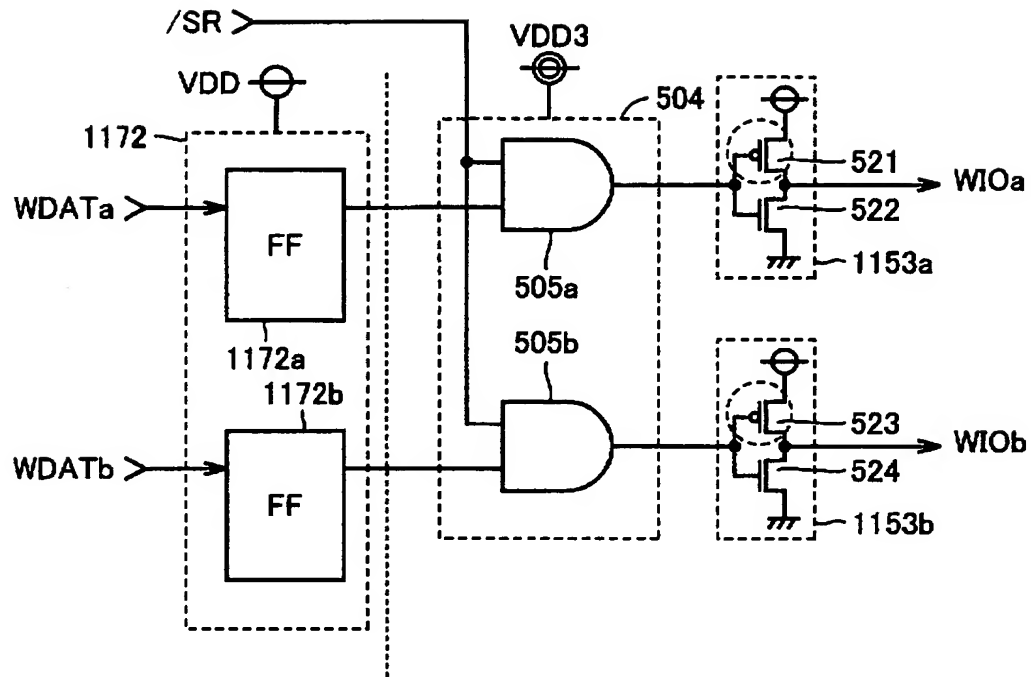 /SR
VDD3
VDD
504
1172
521
WDATa
WIOa
FF
522
505a
1153a
1172a
505b
1172b
523
WDATb
WIOb
FF
524
1153b